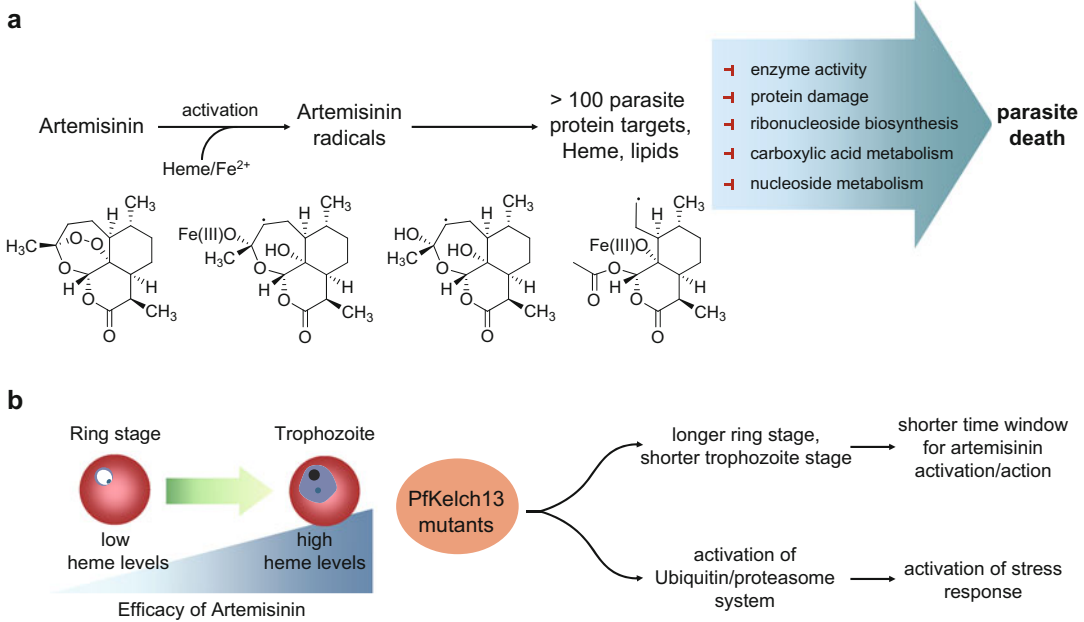 a
Artemisinin
activation
Heme/Fe²⁺
Artemisinin
radicals
> 100 parasite
protein targets,
Heme, lipids
enzyme activity
protein damage
ribonucleoside biosynthesis
carboxylic acid metabolism
nucleoside metabolism
parasite
death
H₃C
O
O
O
H
CH₃
H
H
O
CH₃
O
Fe(III)O
H₃C
HO
O
H
CH₃
H
H
O
CH₃
O
HO
H₃C
HO
O
H
CH₃
H
H
O
CH₃
O
Fe(III)O
O
O
H
CH₃
H
H
O
CH₃
O
b
Ring stage
low
heme levels
Trophozoite
high
heme levels
Efficacy of Artemisinin
PfKelch13
mutants
longer ring stage,
shorter trophozoite stage
shorter time window
for artemisinin
activation/action
activation of
Ubiquitin/proteasome
system
activation of stress
response